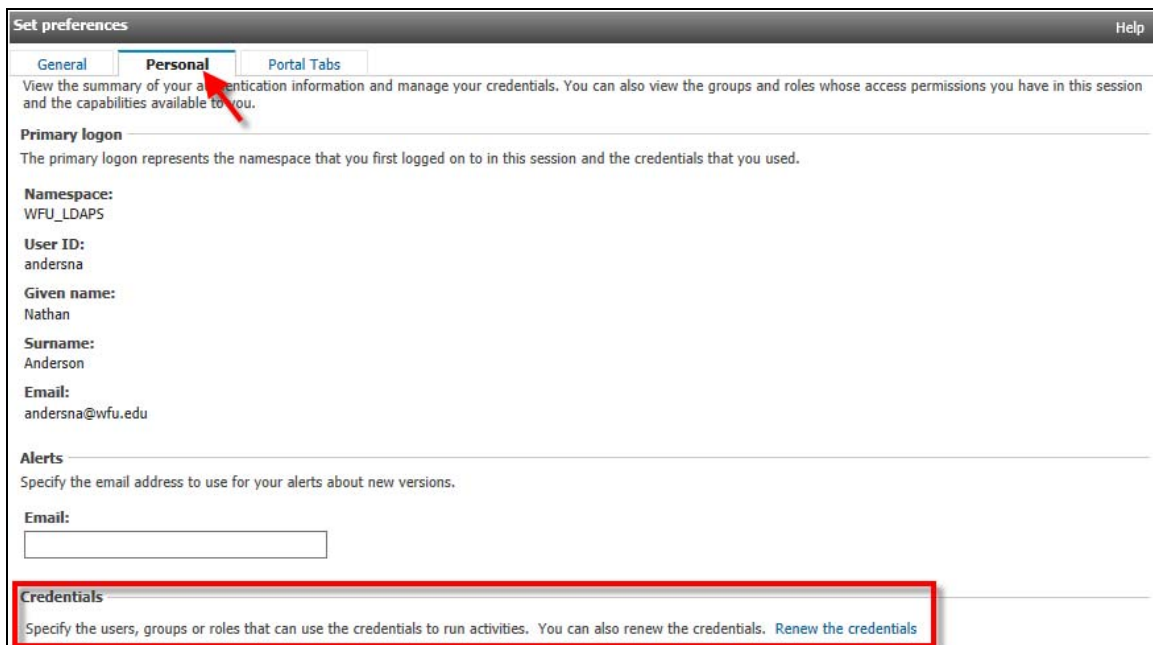 Set preferences
Help
General
Personal
Portal Tabs
View the summary of your authentication information and manage your credentials. You can also view the groups and roles whose access permissions you have in this session
and the capabilities available to you.
Primary logon
The primary logon represents the namespace that you first logged on to in this session and the credentials that you used.
Namespace:
WFU_LDAPS
User ID:
andersna
Given name:
Nathan
Surname:
Anderson
Email:
andersna@wfu.edu
Alerts
Specify the email address to use for your alerts about new versions.
Email:
Credentials
Specify the users, groups or roles that can use the credentials to run activities. You can also renew the credentials. Renew the credentials